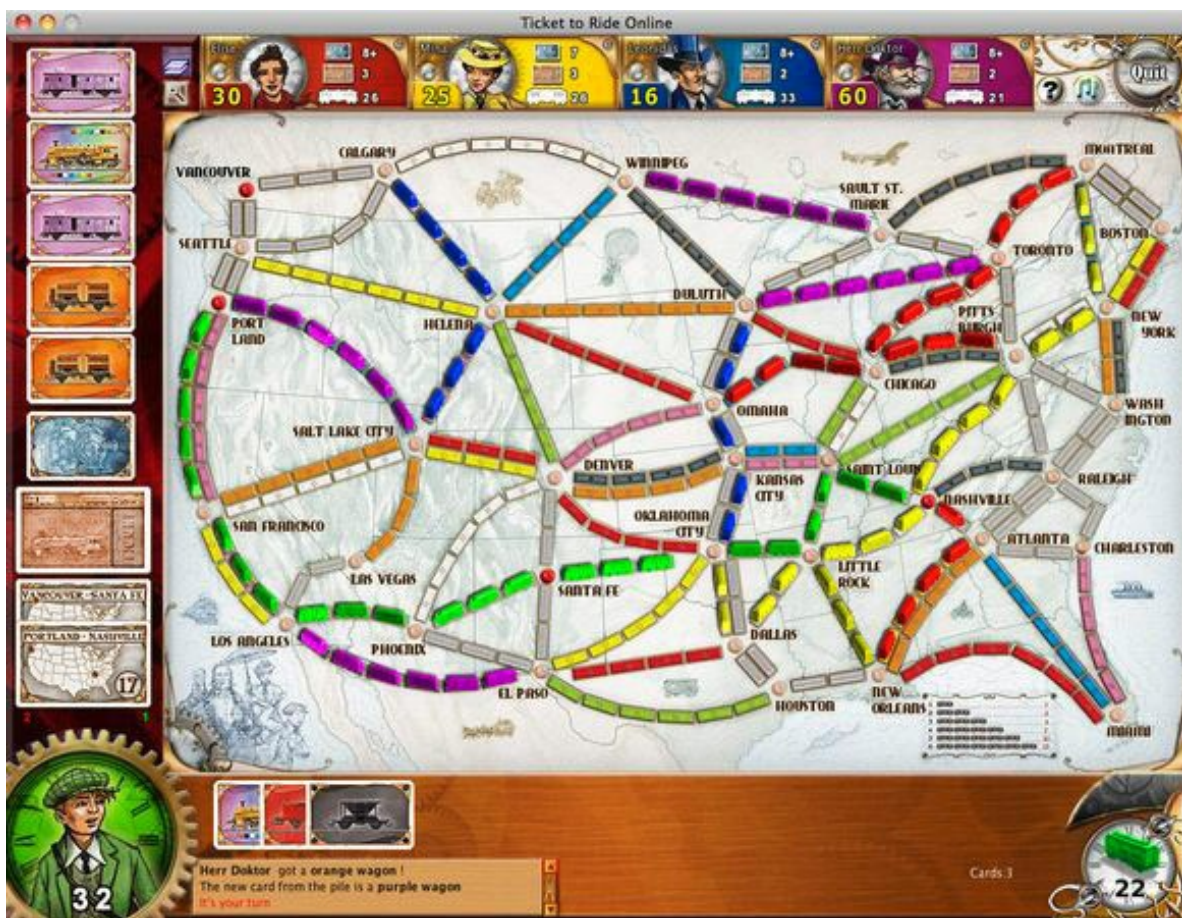 Ticket to Ride Online
Elise
8+
3
30
26
Misa
7
3
25
26
Leonidas
8+
2
16
33
Herr Doktor
8+
2
60
21
?
Quit
CALGARY
WINNIPEG
MONTREAL
VANCOUVER
SAULT ST.
MARIE
SEATTLE
BOSTON
TORONTO
DULUTH
PITTS
BURGH
PORT
LAND
HELENA
NEW
YORK
CHICAGO
OMAHA
WASH
INGTON
SALT LAKE CITY
DENVER
KANSAS
CITY
SAINT LOUIS
RALEIGH
NASHVILLE
SAN FRANCISCO
OKLAHOMA
CITY
ATLANTA
CHARLESTON
LAS VEGAS
SANTA FE
LITTLE
ROCK
LOS ANGELES
PHOENIX
DALLAS
EL PASO
HOUSTON
NEW
ORLEANS
MIAMI
VANCOUVER - SANTA FE
PORTLAND - NASHVILLE
17
2
1
32
Herr Doktor got a orange wagon !
The new card from the pile is a purple wagon
It's your turn
Cards 3
22